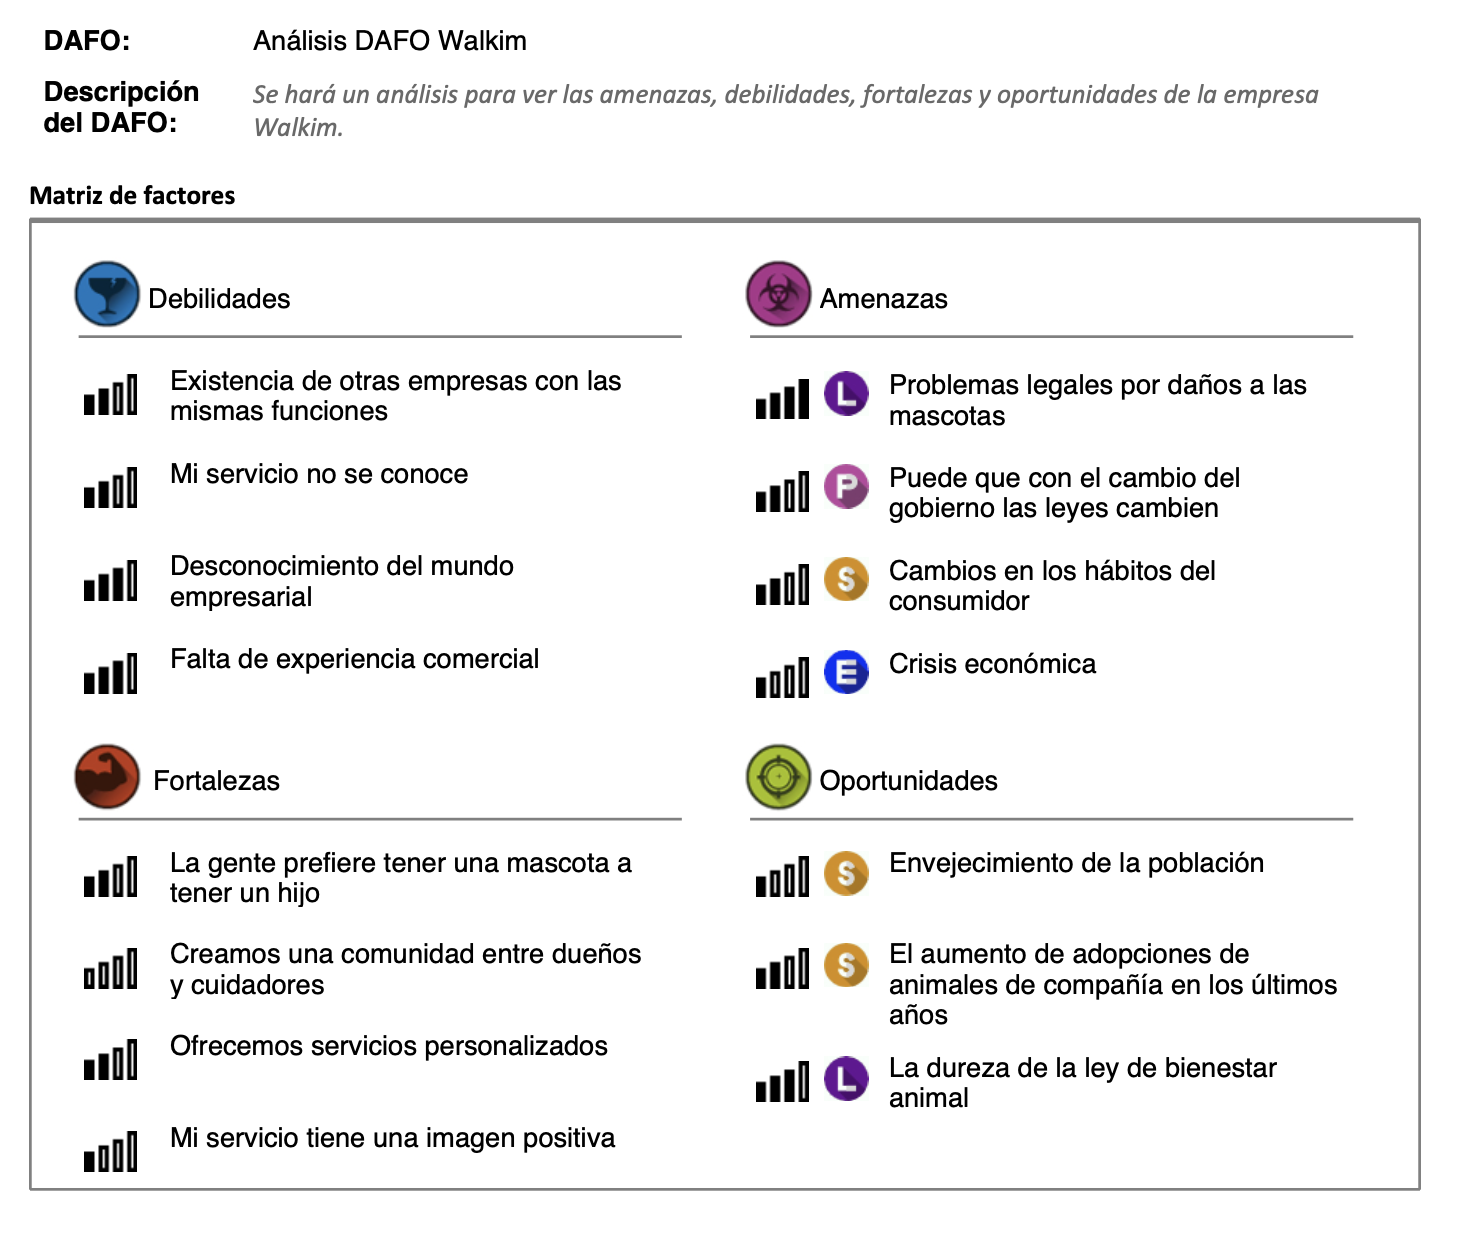 DAFO:
Análisis DAFO Walkim
Descripción
del DAFO:
Se hará un análisis para ver las amenazas, debilidades, fortalezas y oportunidades de la empresa
Walkim.
Matriz de factores
Debilidades
Existencia de otras empresas con las
mismas funciones
Mi servicio no se conoce
Desconocimiento del mundo
empresarial
Falta de experiencia comercial
Amenazas
L
Problemas legales por daños a las
mascotas
P
Puede que con el cambio del
gobierno las leyes cambien
S
Cambios en los hábitos del
consumidor
E
Crisis económica
Fortalezas
La gente prefiere tener una mascota a
tener un hijo
Creamos una comunidad entre dueños
y cuidadores
Ofrecemos servicios personalizados
Mi servicio tiene una imagen positiva
Oportunidades
S
Envejecimiento de la población
S
El aumento de adopciones de
animales de compañía en los últimos
años
L
La dureza de la ley de bienestar
animal